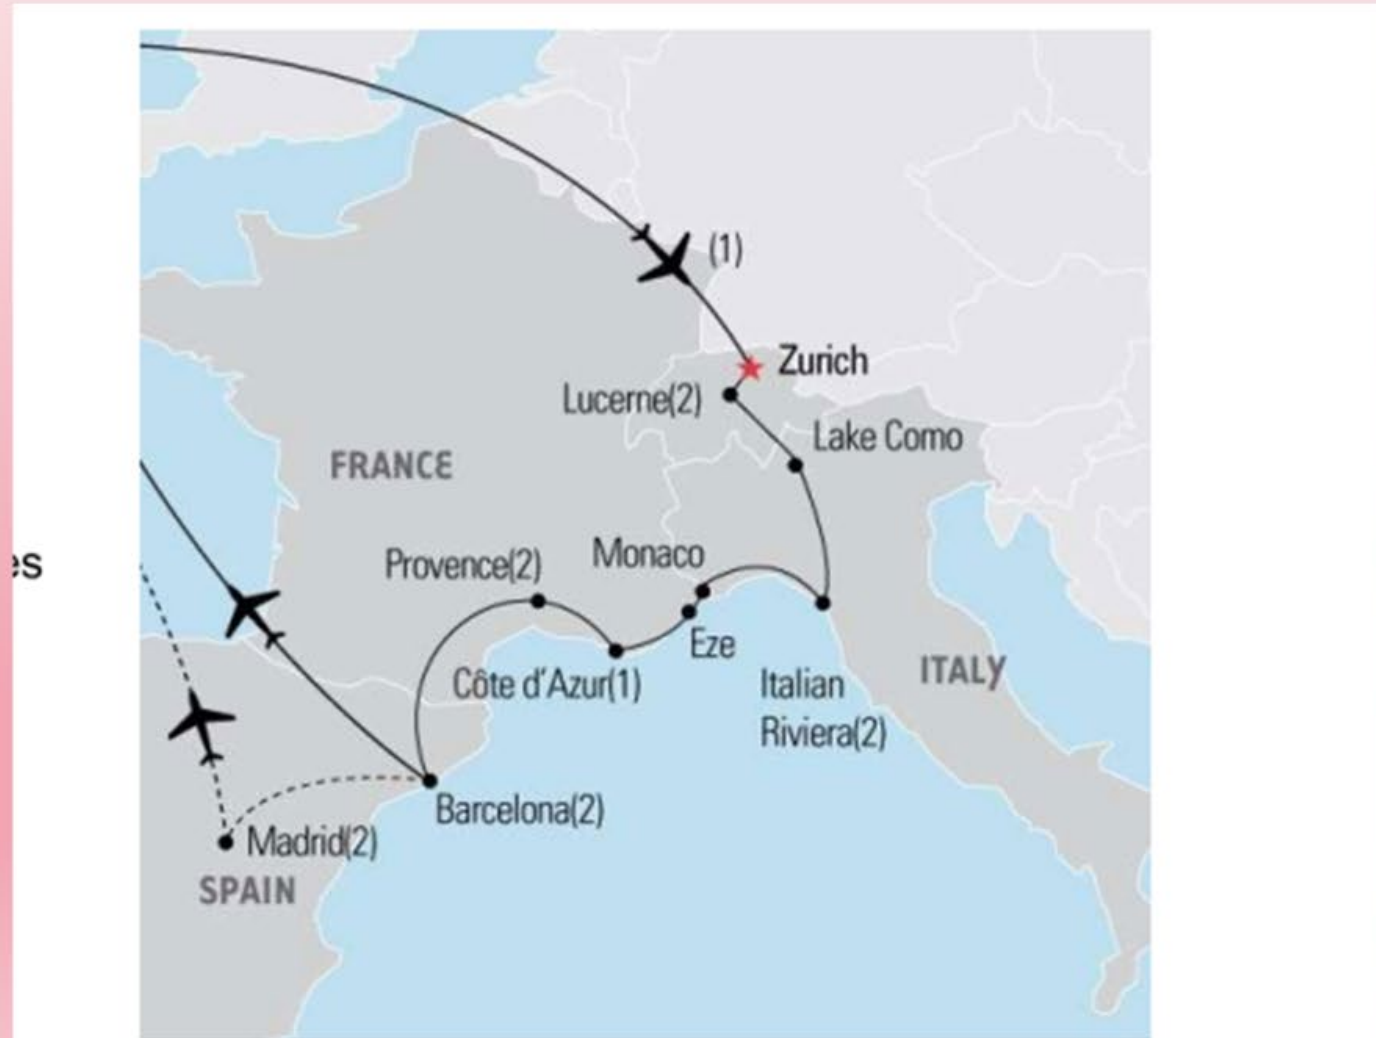 (1)
Zurich
Lucerne(2)
Lake Como
FRANCE
es
Provence(2)
Monaco
Eze
Côte d'Azur(1)
Italian
Riviera(2)
ITALY
Barcelona(2)
Madrid(2)
SPAIN